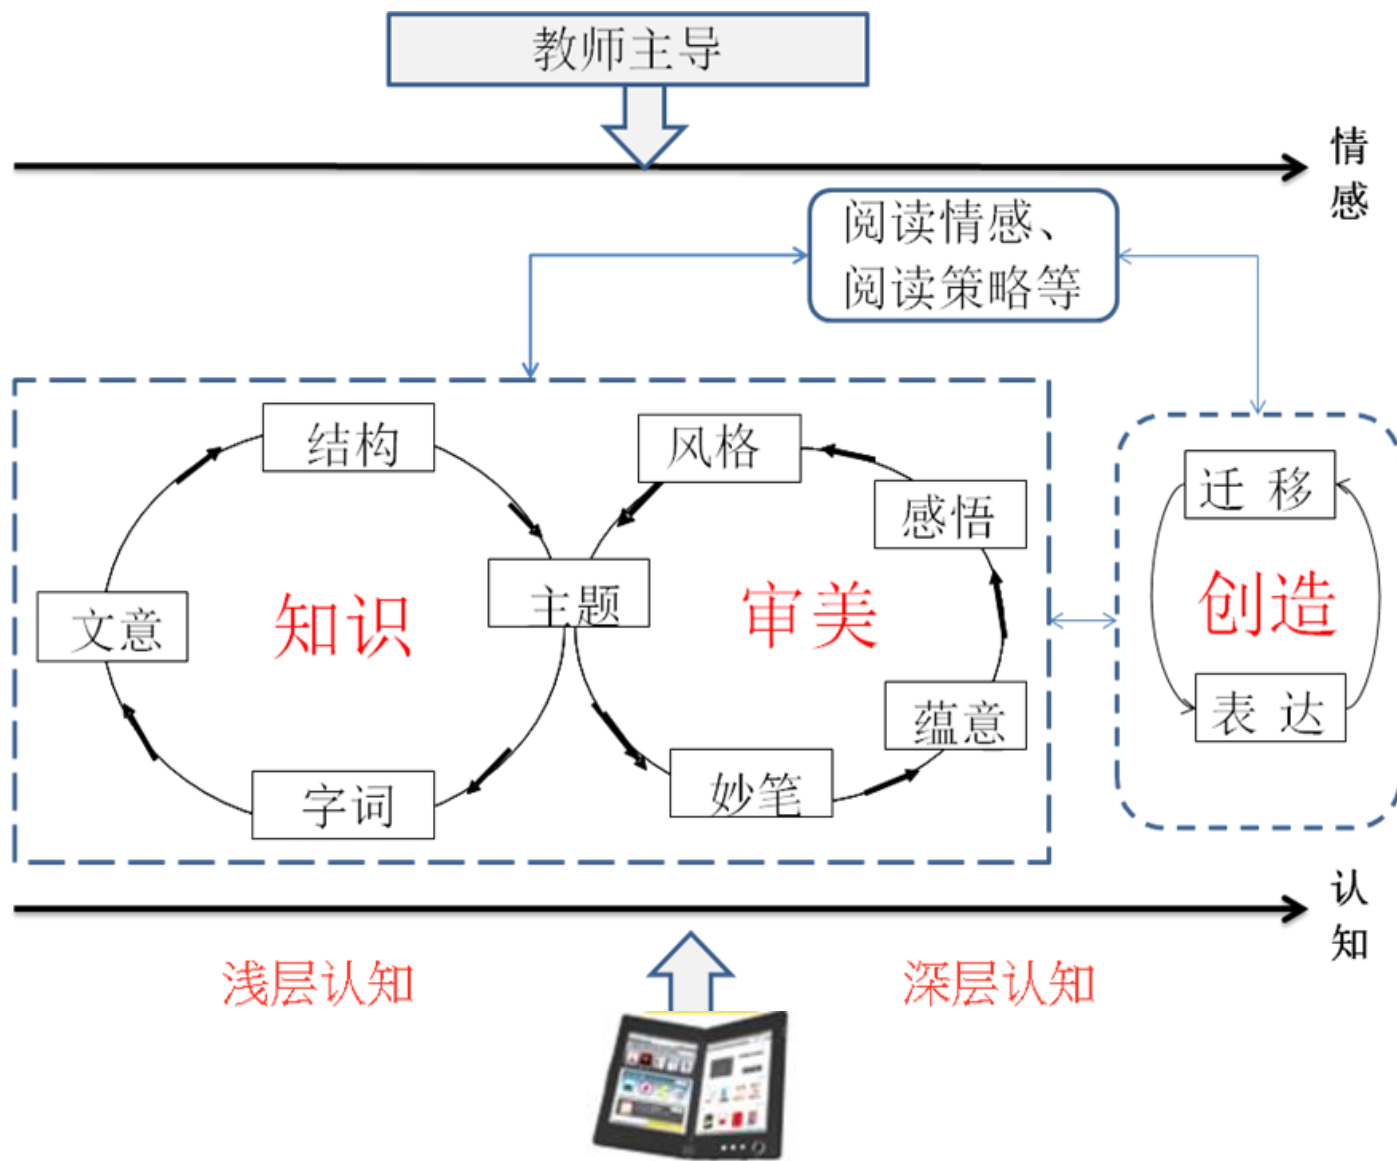 教师主导
情
感
阅读情感、
阅读策略等
结构
风格
迁 移
感悟
文意
知识
主题
审美
创造
蕴意
表 达
字词
妙笔
认
知
浅层认知
深层认知